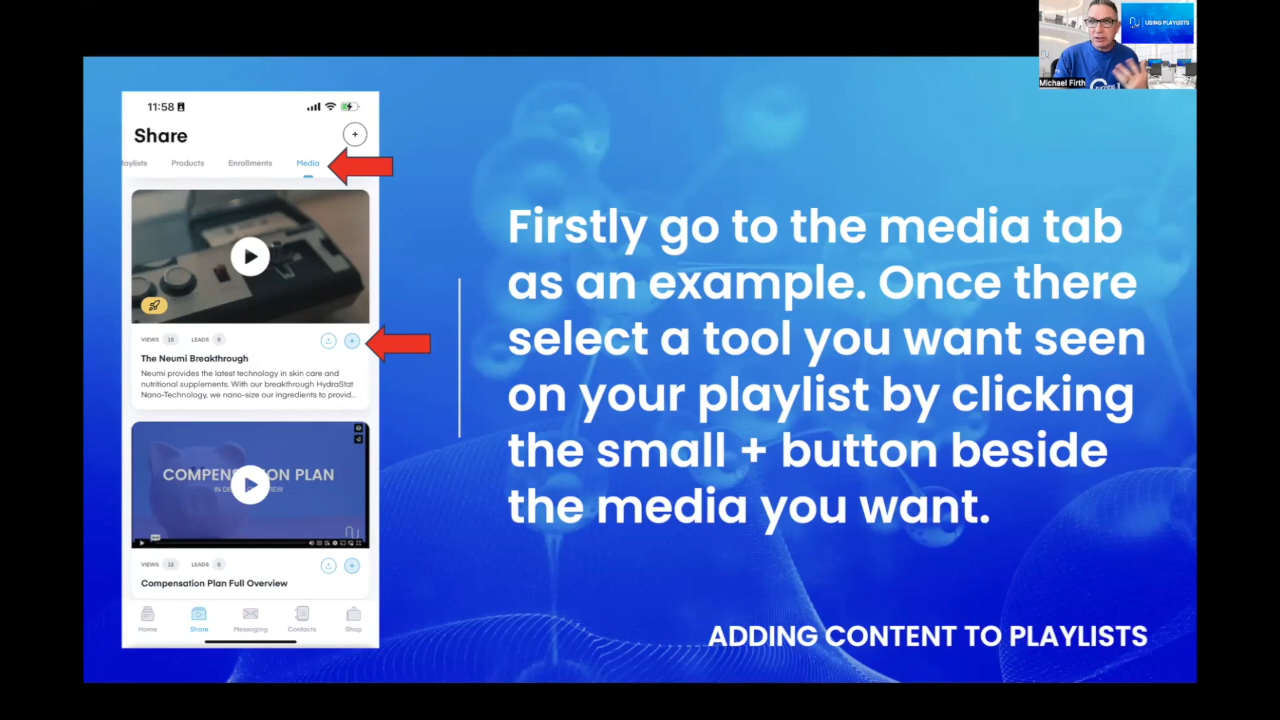 USING PLAYLISTS
Michael Firth
11:58
Share
+
laylists Products Enrollments Media
VIEWS 15 LEADS 0
+
The Neumi Breakthrough
Neumi provides the latest technology in skin care and
nutritional supplements. With our breakthrough HydraStat
Nano-Technology, we nano-size our ingredients to provid...
COMPENSATION PLAN
VIEWS 12 LEADS 0
+
Compensation Plan Full Overview
Home Share Messaging Contacts Shop
Firstly go to the media tab
as an example. Once there
select a tool you want seen
on your playlist by clicking
the small + button beside
the media you want.
ADDING CONTENT TO PLAYLISTS